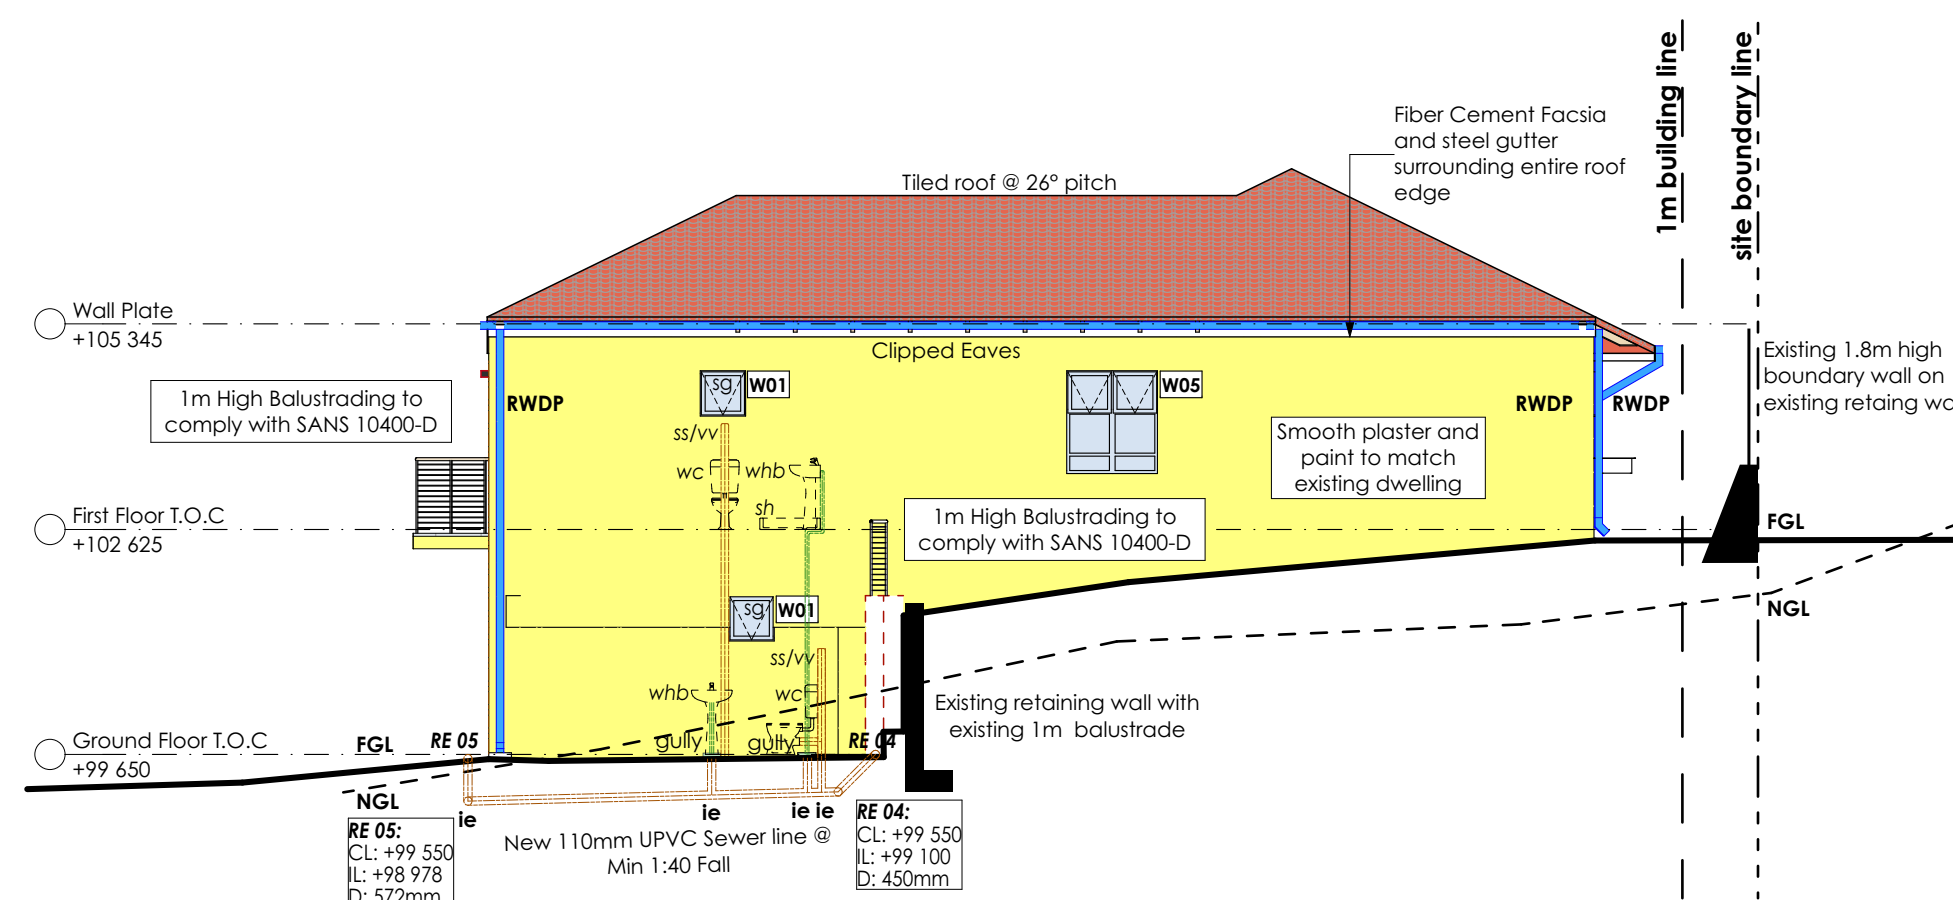 1m building line
site boundary line
Fiber Cement Facsia
and steel gutter
surrounding entire roof
edge
Tiled roof @ 26° pitch
Wall Plate
+105 345
Clipped Eaves
Existing 1.8m high
boundary wall on
existing retaing
1m High Balustrading to
comply with SANS 10400-D
RWDP
sg
W01
W05
RWDP
RWDP
Smooth plaster and
paint to match
existing dwelling
ss/vv
wc
whb
sh
First Floor T.O.C
+102 625
1m High Balustrading to
comply with SANS 10400-D
FGL
NGL
sg
W01
ss/vv
whb
wc
Existing retaining wall with
existing 1m balustrade
Ground Floor T.O.C
+99 650
FGL
RE 05
gully
gully
RE 04
NGL
ie
ie
ie ie
RE 05:
CL: +99 550
IL: +98 978
D: 572mm
New 110mm UPVC Sewer line @
Min 1:40 Fall
RE 04:
CL: +99 550
IL: +99 100
D: 450mm